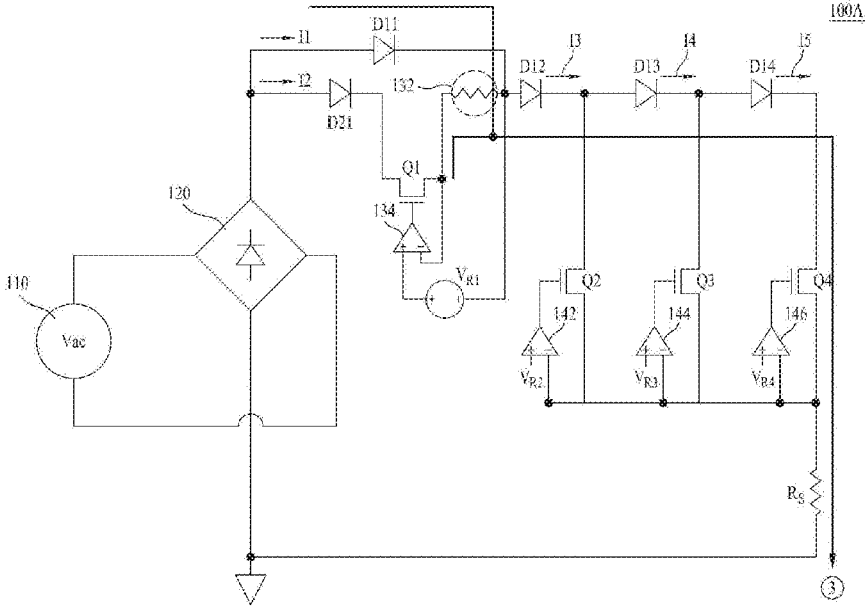 100A
I1
D11
I2
D21
132
D12
I3
D13
I4
D14
I5
Q1
120
134
VR1
110
Vac
Q2
Q3
Q4
142
144
146
VR2
VR3
VR4
RS
3